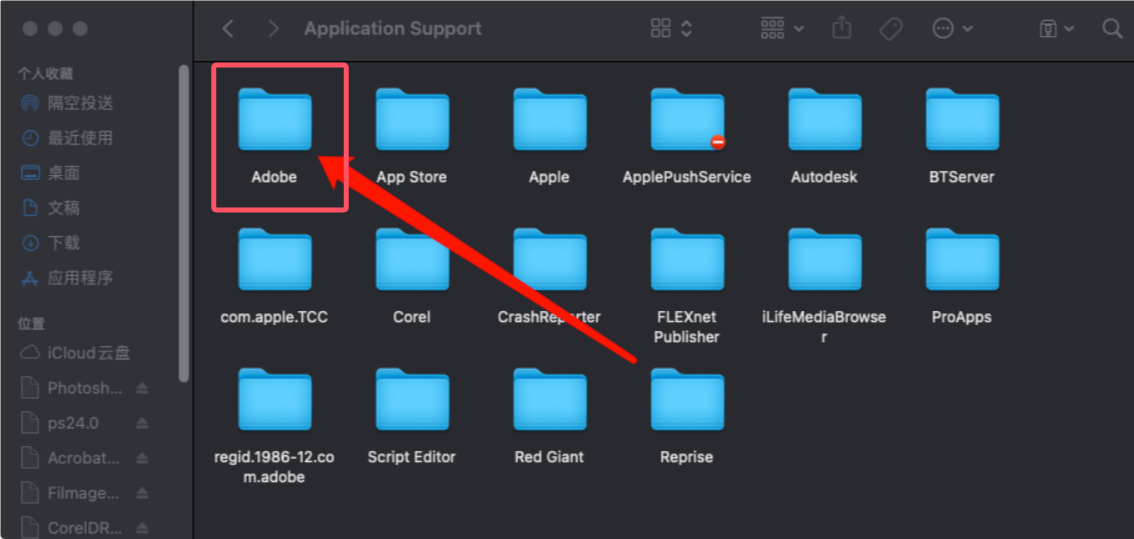 Application Support
个人收藏
隔空投送
最近使用
桌面
文稿
下载
应用程序
位置
iCloud云盘
Photosh...
ps24.0
Acrobat...
Filmage...
CorelDR...
Adobe
App Store
Apple
ApplePushService
Autodesk
BTServer
com.apple.TCC
Corel
CrashReporter
FLEXnet
Publisher
iLifeMediaBrowse
r
ProApps
regid.1986-12.co
m.adobe
Script Editor
Red Giant
Reprise